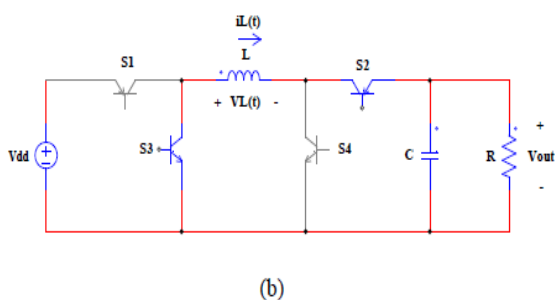 iL(t)
S1
L
S2
+ VL(t) -
Vdd
S3
S4
C
R
+
Vout
-
(b)